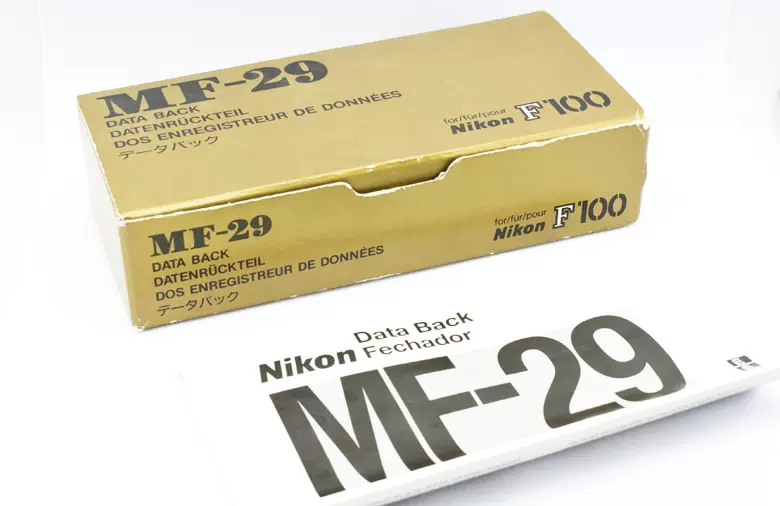 MF-29
DATA BACK
DATENRÜCKTEIL
DOS ENREGISTREUR DE DONNÉES
データバック
for/für/pour
Nikon F100
MF-29
DATA BACK
DATENRÜCKTEIL
DOS ENREGISTREUR DE DONNÉES
データバック
for/für/pour
Nikon F100
Data Back
Nikon Fechador
MF-29